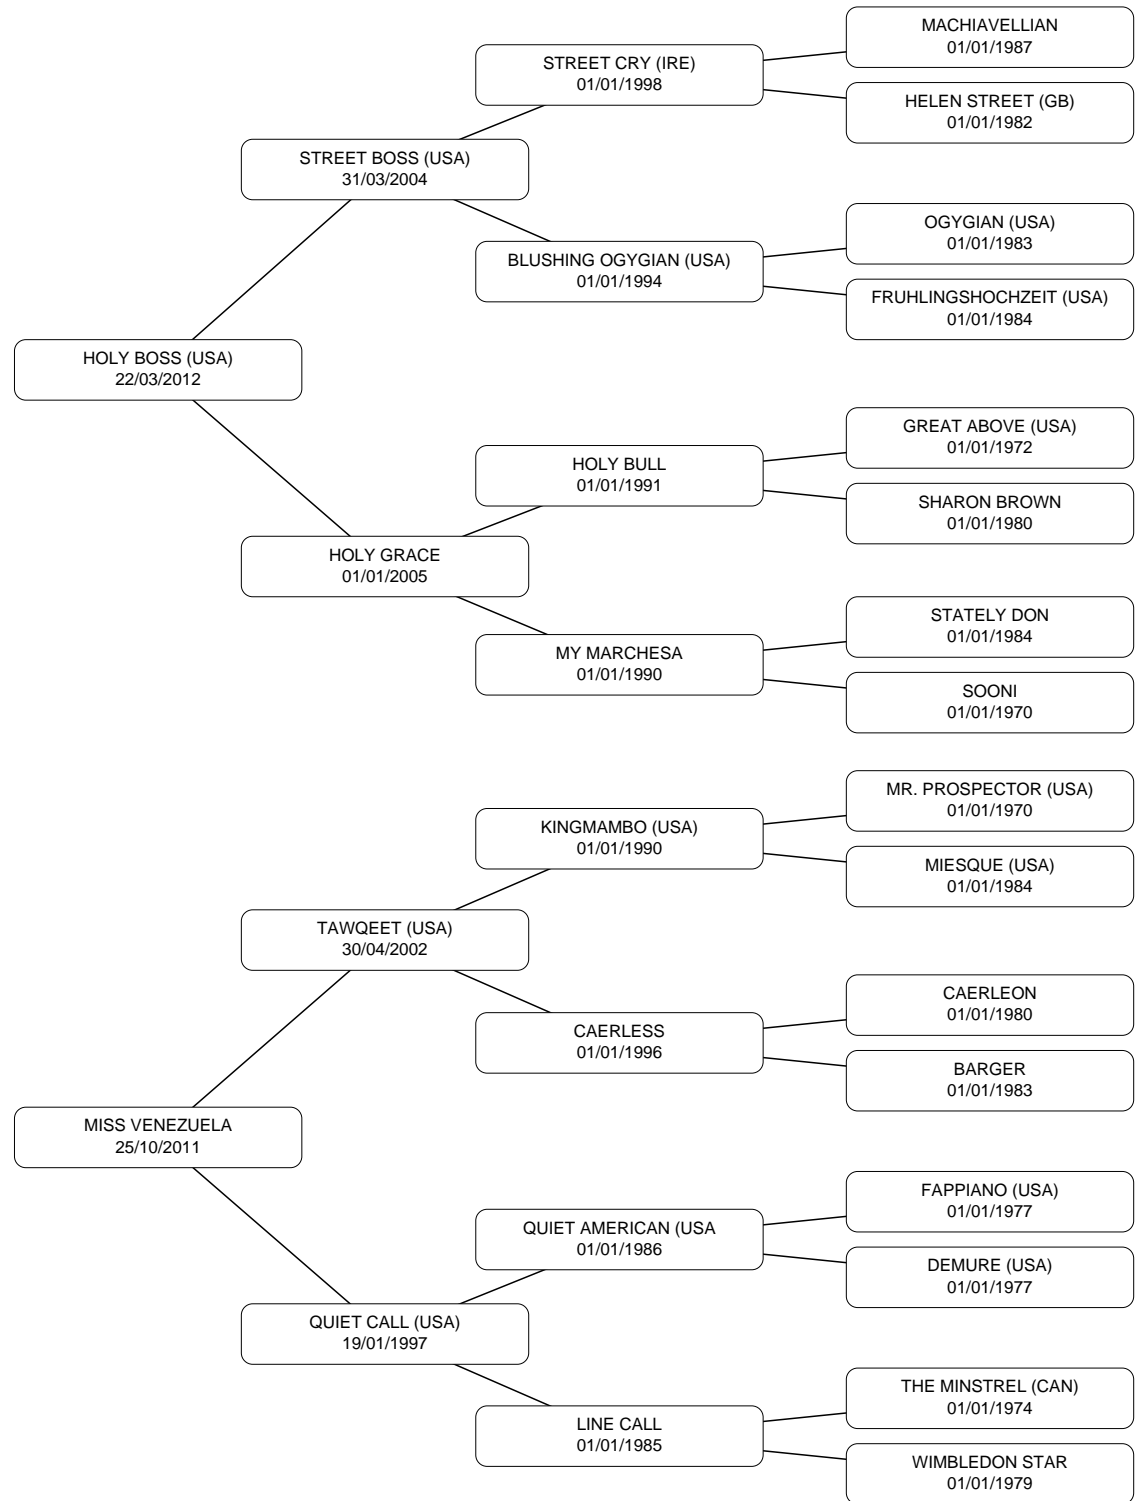 MACHIAVELLIAN
01/01/1987
STREET CRY (IRE)
01/01/1998
HELEN STREET (GB)
01/01/1982
STREET BOSS (USA)
31/03/2004
OGYGIAN (USA)
01/01/1983
BLUSHING OGYGIAN (USA)
01/01/1994
FRUHLINGSHOCHZEIT (USA)
01/01/1984
HOLY BOSS (USA)
22/03/2012
GREAT ABOVE (USA)
01/01/1972
HOLY BULL
01/01/1991
SHARON BROWN
01/01/1980
HOLY GRACE
01/01/2005
STATELY DON
01/01/1984
MY MARCHESA
01/01/1990
SOONI
01/01/1970
MR. PROSPECTOR (USA)
01/01/1970
KINGMAMBO (USA)
01/01/1990
MIESQUE (USA)
01/01/1984
TAWQEET (USA)
30/04/2002
CAERLEON
01/01/1980
CAERLESS
01/01/1996
BARGER
01/01/1983
MISS VENEZUELA
25/10/2011
FAPPIANO (USA)
01/01/1977
QUIET AMERICAN (USA
01/01/1986
DEMURE (USA)
01/01/1977
QUIET CALL (USA)
19/01/1997
THE MINSTREL (CAN)
01/01/1974
LINE CALL
01/01/1985
WIMBLEDON STAR
01/01/1979